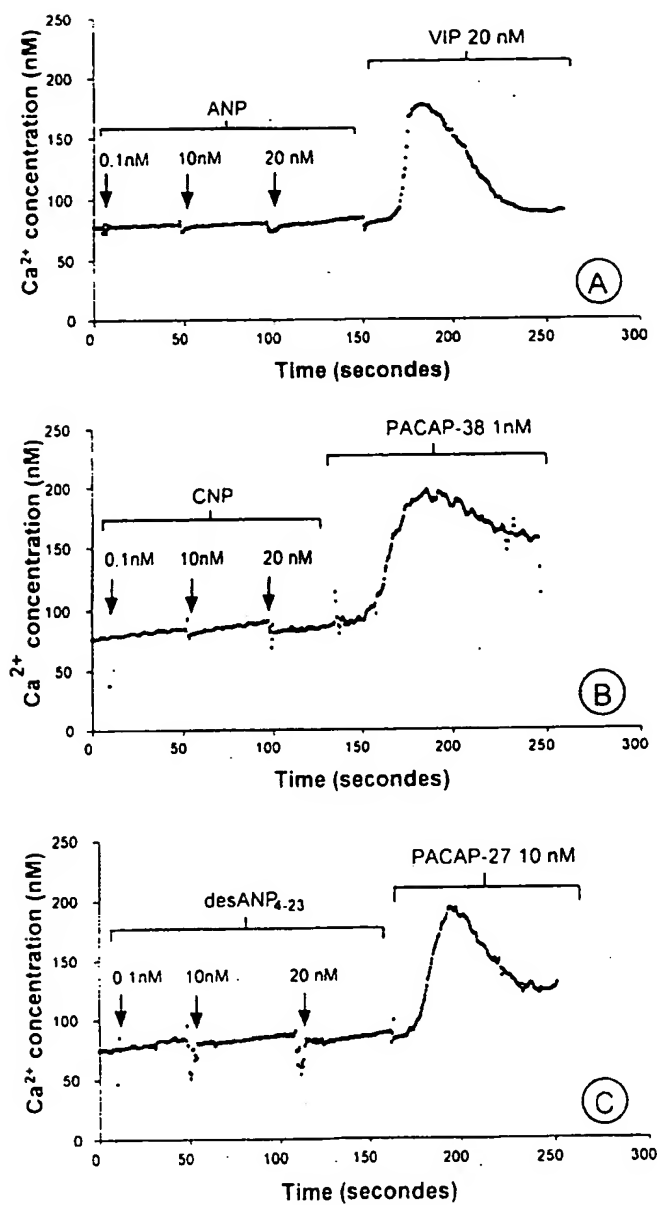 250
VIP 20 nM
200
ANP
150
0.1nM 10nM 20 nM
100
50
0
Ca²⁺ concentration (nM)
A
0 50 100 150 200 250 300
Time (secondes)
250
PACAP-38 1nM
200
CNP
150
0.1nM 10nM 20 nM
100
50
0
Ca²⁺ concentration (nM)
B
0 50 100 150 200 250 300
Time (secondes)
250
PACAP-27 10 nM
200
desANP₄₋₂₃
150
0 1nM 10nM 20 nM
100
50
0
Ca²⁺ concentration (nM)
C
0 50 100 150 200 250 300
Time (secondes)